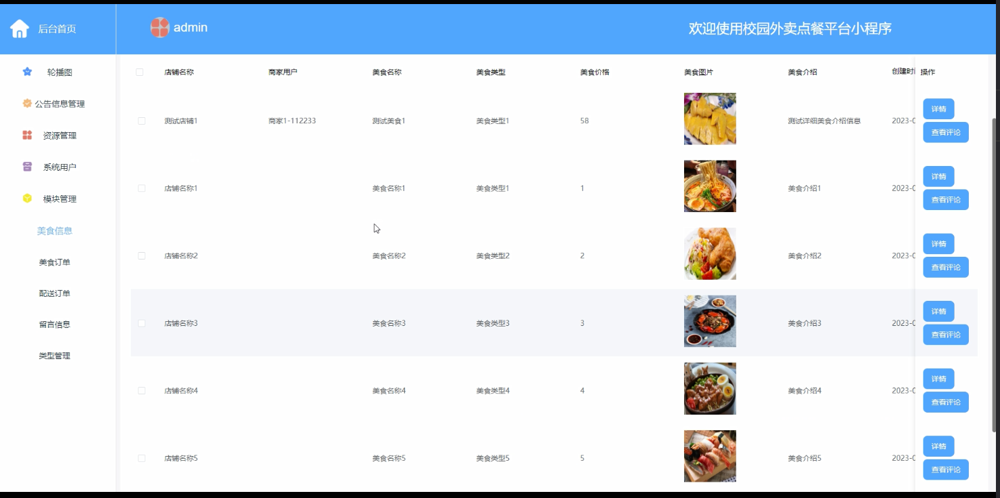 后台首页
admin
欢迎使用校园外卖点餐平台小程序
轮播图
公告信息管理
资源管理
系统用户
模块管理
美食信息
美食订单
配送订单
留言信息
类型管理
店铺名称 商家用户 美食名称 美食类型 美食价格 美食图片 美食介绍 创建时 操作
测试店铺1 商家1-112233 测试美食1 美食类型1 58 测试详细美食介绍信息 2023-0 详情
查看评论
店铺名称1 美食名称1 美食类型1 1 美食介绍1 2023-0 详情
查看评论
店铺名称2 美食名称2 美食类型2 2 美食介绍2 2023-0 详情
查看评论
店铺名称3 美食名称3 美食类型3 3 美食介绍3 2023-0 详情
查看评论
店铺名称4 美食名称4 美食类型4 4 美食介绍4 2023-0 详情
查看评论
店铺名称5 美食名称5 美食类型5 5 美食介绍5 2023-0 详情
查看评论